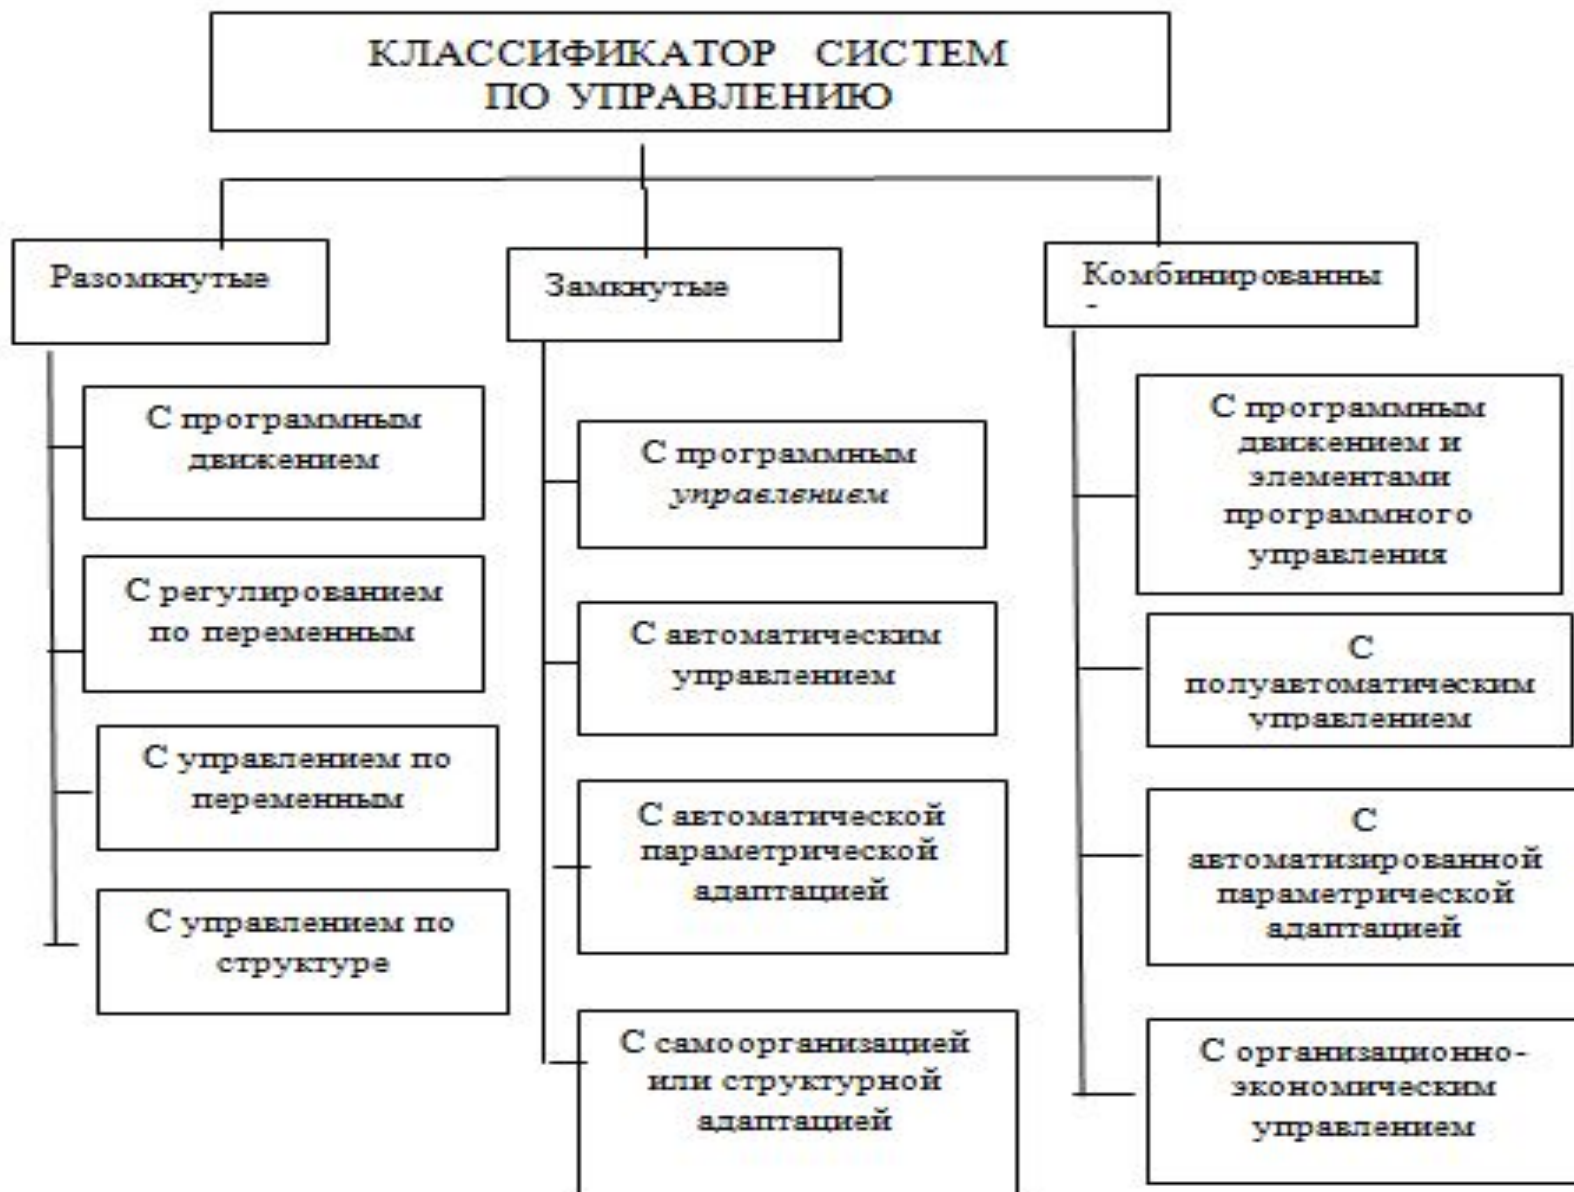 КЛАССИФИКАТОР СИСТЕМ
ПО УПРАВЛЕНИЮ
Разомкнутые
С программным
движением
С регулированием
по переменным
С управлением по
переменным
С управлением по
структуре
Замкнутые
С программным
управлением
С автоматическим
управлением
С автоматической
параметрической
адаптацией
С самоорганизацией
или структурной
адаптацией
Комбинированны
С программным
движением и
элементами
программного
управления
С
полуавтоматическим
управлением
С
автоматизированной
параметрической
адаптацией
С организационно-
экономическим
управлением